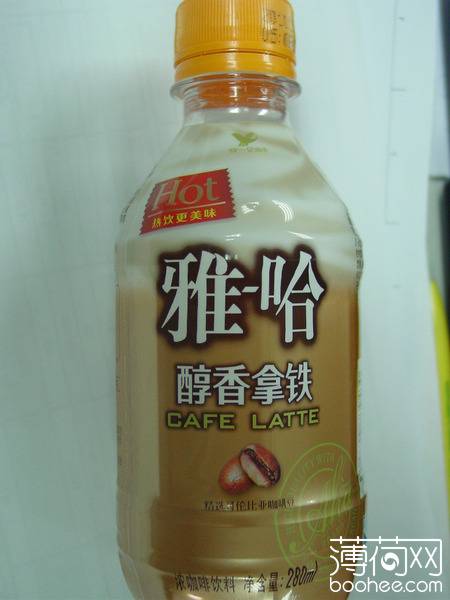 Hot
热饮更美味
雅哈
醇香拿铁
CAFE LATTE
精选哥伦比亚咖啡豆
浓咖啡饮料 净含量:280ml
薄荷网
boohee.com